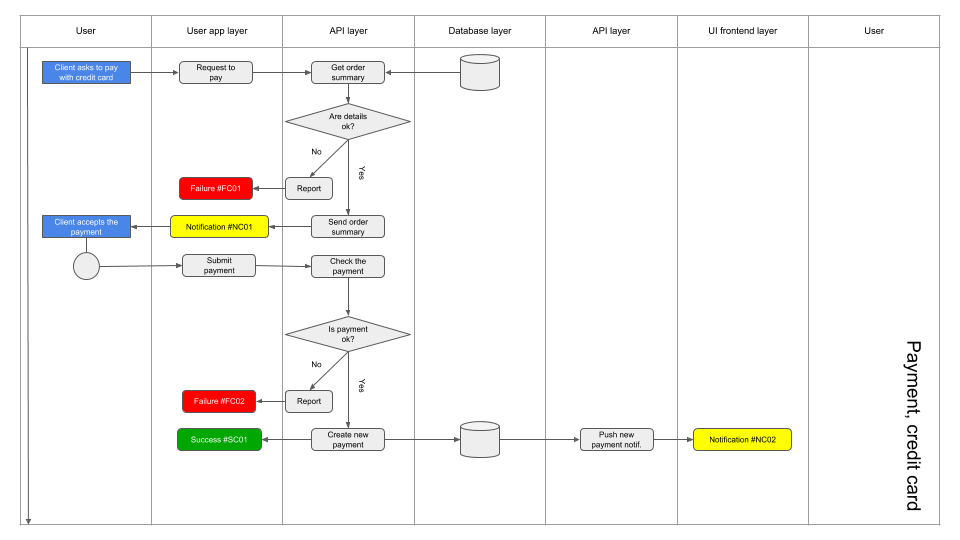 User
User app layer
API layer
Database layer
API layer
UI frontend layer
User
Client asks to pay
with credit card
Request to
pay
Get order
summary
Are details
ok?
No
Yes
Failure #FC01
Report
Client accepts the
payment
Notification #NC01
Send order
summary
Submit
payment
Check the
payment
Is payment
ok?
No
Yes
Failure #FC02
Report
Success #SC01
Create new
payment
Push new
payment notif.
Notification #NC02
Payment, credit card